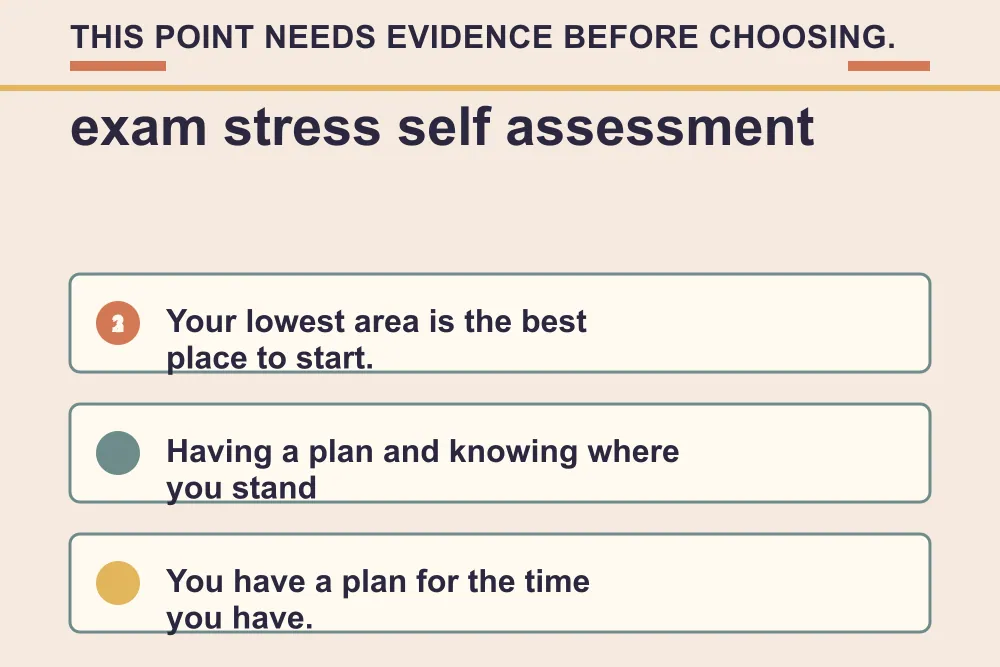 THIS POINT NEEDS EVIDENCE BEFORE CHOOSING.
exam stress self assessment
Your lowest area is the best
place to start.
Having a plan and knowing where
you stand
You have a plan for the time
you have.